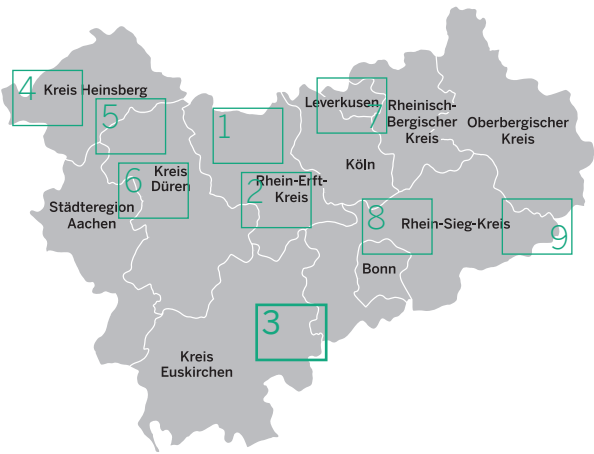 4
Kreis Heinsberg
5
1
Leverkusen
7
Rheinisch-
Bergischer
Kreis
Oberbergischer
Kreis
Köln
6
Kreis
Düren
2
Rhein-Erft-
Kreis
Städteregion
Aachen
8
Rhein-Sieg-Kreis
9
Bonn
3
Kreis
Euskirchen